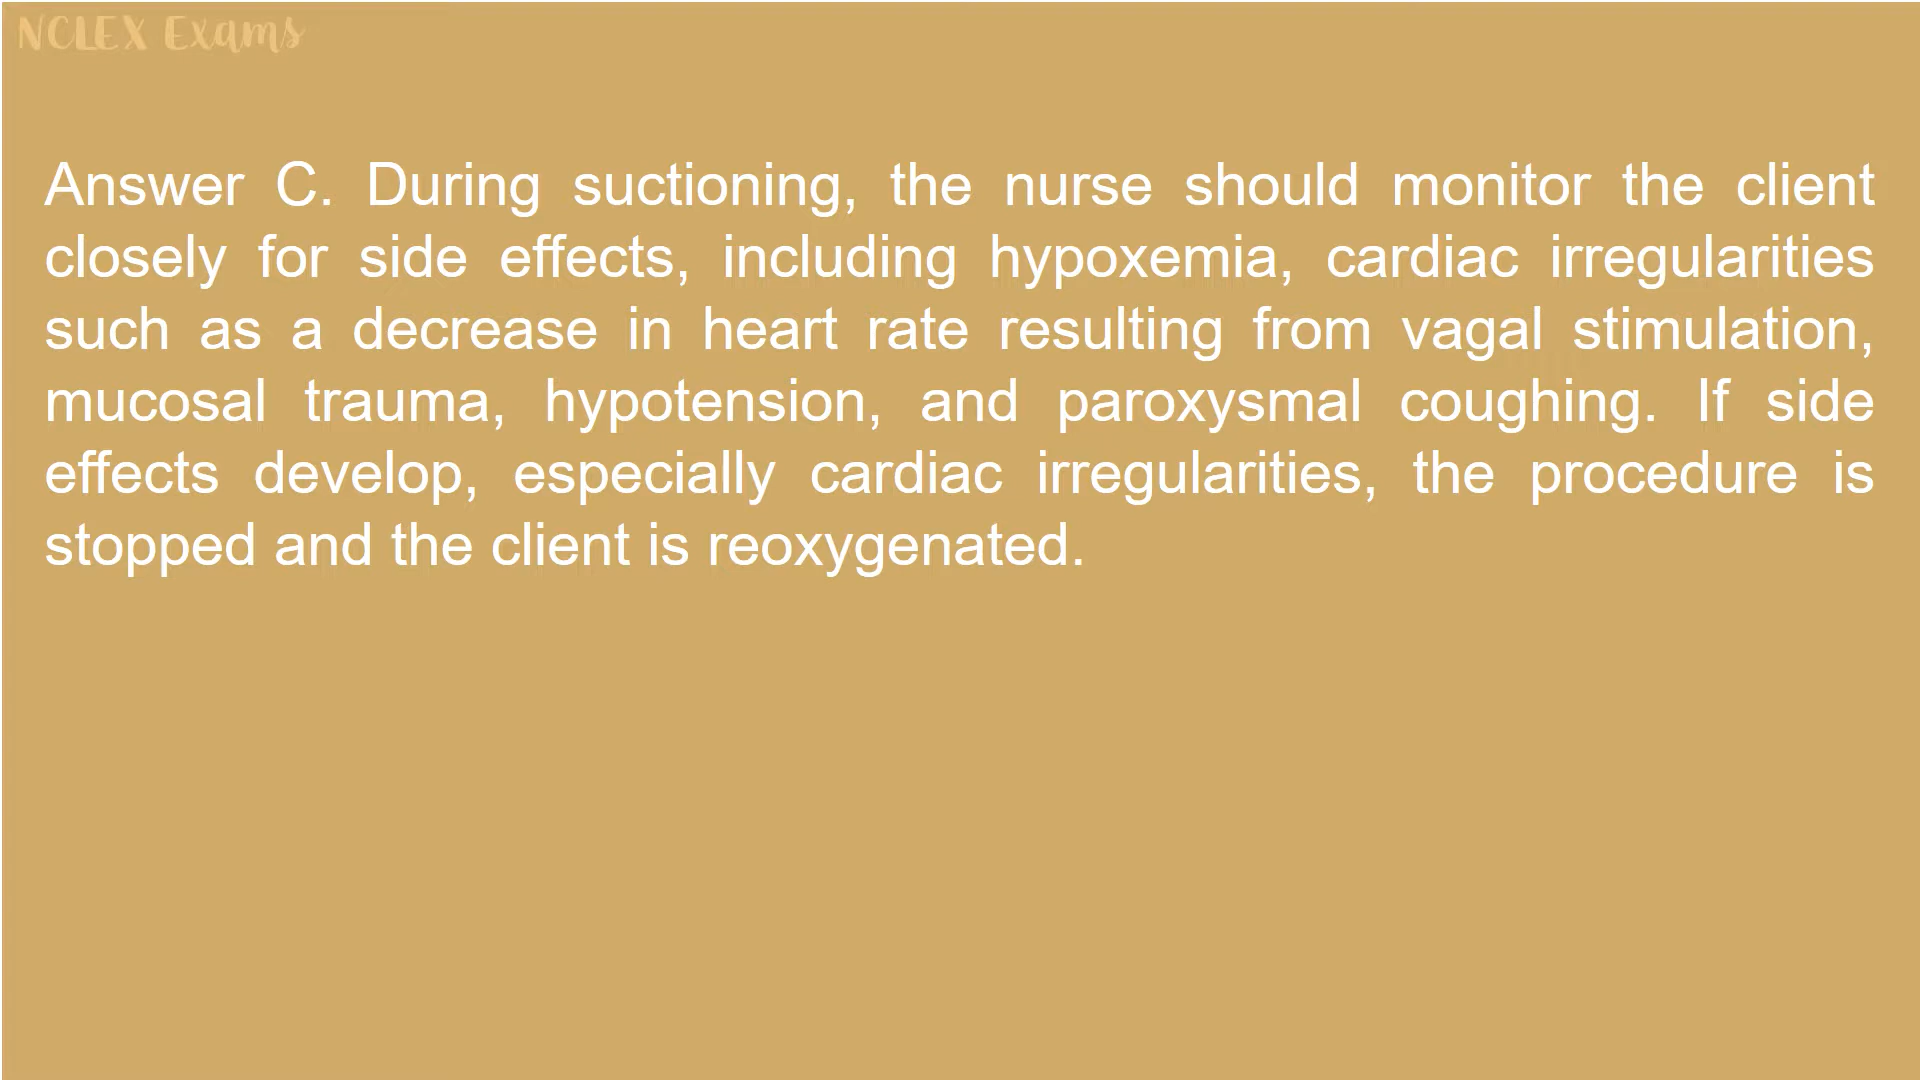 NCLEX Exams
Answer C. During suctioning, the nurse should monitor the client
closely for side effects, including hypoxemia, cardiac irregularities
such as a decrease in heart rate resulting from vagal stimulation,
mucosal trauma, hypotension, and paroxysmal coughing. If side
effects develop, especially cardiac irregularities, the procedure is
stopped and the client is reoxygenated.